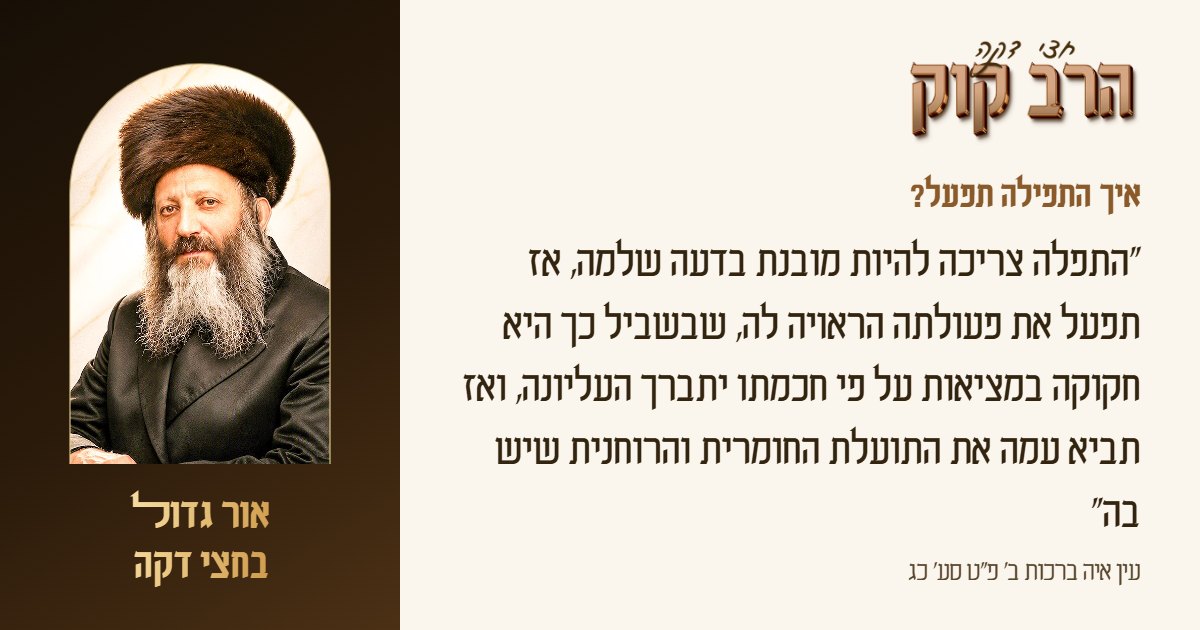 חצי דקה
הרב קוק
איך התפילה תפעל?
"התפלה צריכה להיות מובנת בדעה שלמה, אז
תפעל את פעולתה הראויה לה, שבשביל כך היא
חקוקה במציאות על פי חכמתו יתברך העליונה, ואז
תביא עמה את התועלת החומרית והרוחנית שיש
בה"
עין איה ברכות ב' פ"ט סע' כג
אור גדול
בחצי דקה